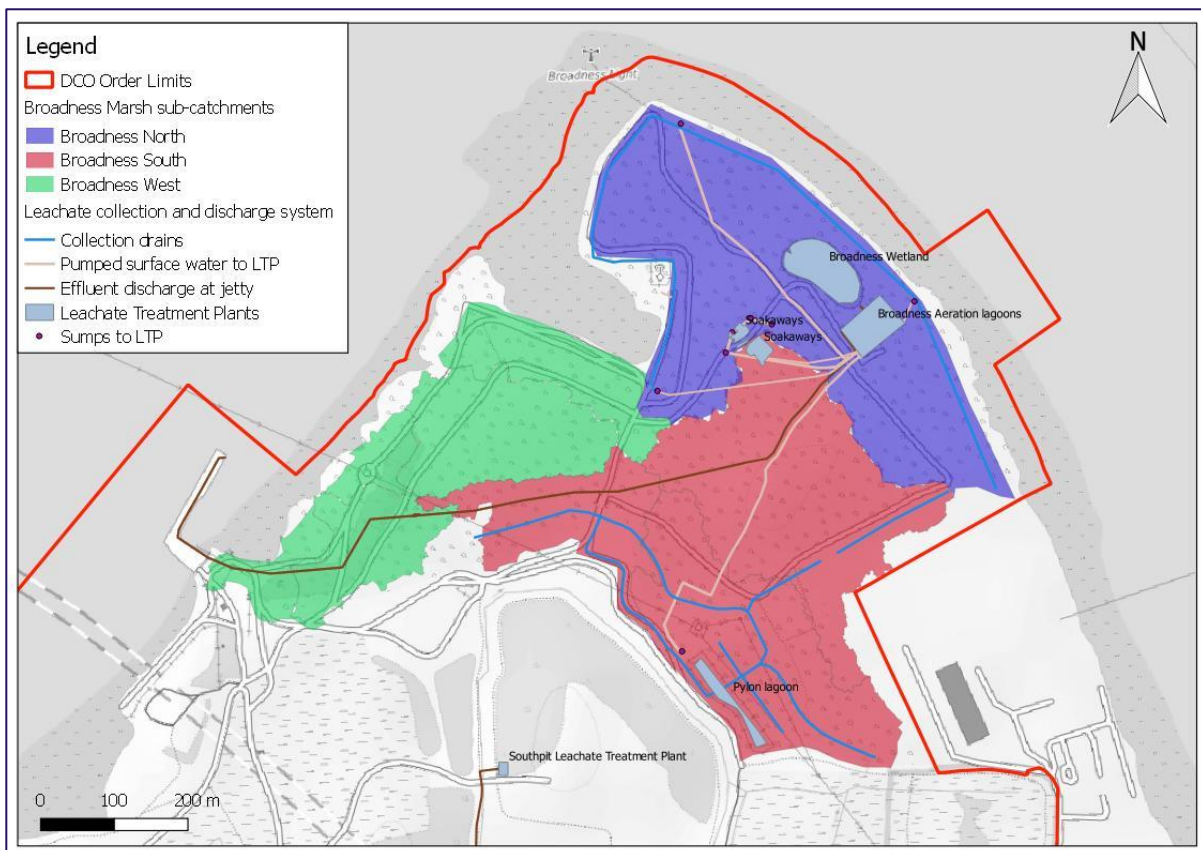 Legend
DCO Order Limits
Broadness Marsh sub-catchments
Broadness North
Broadness South
Broadness West
Leachate collection and discharge system
Collection drains
Pumped surface water to LTP
Effluent discharge at jetty
Leachate Treatment Plants
Sumps to LTP
Broadness Light
N
Broadness Wetland
Broadness Aeration lagoons
Soakaways
Soakaways
Pylon lagoon
Southpit Leachate Treatment Plant
0 100 200 m